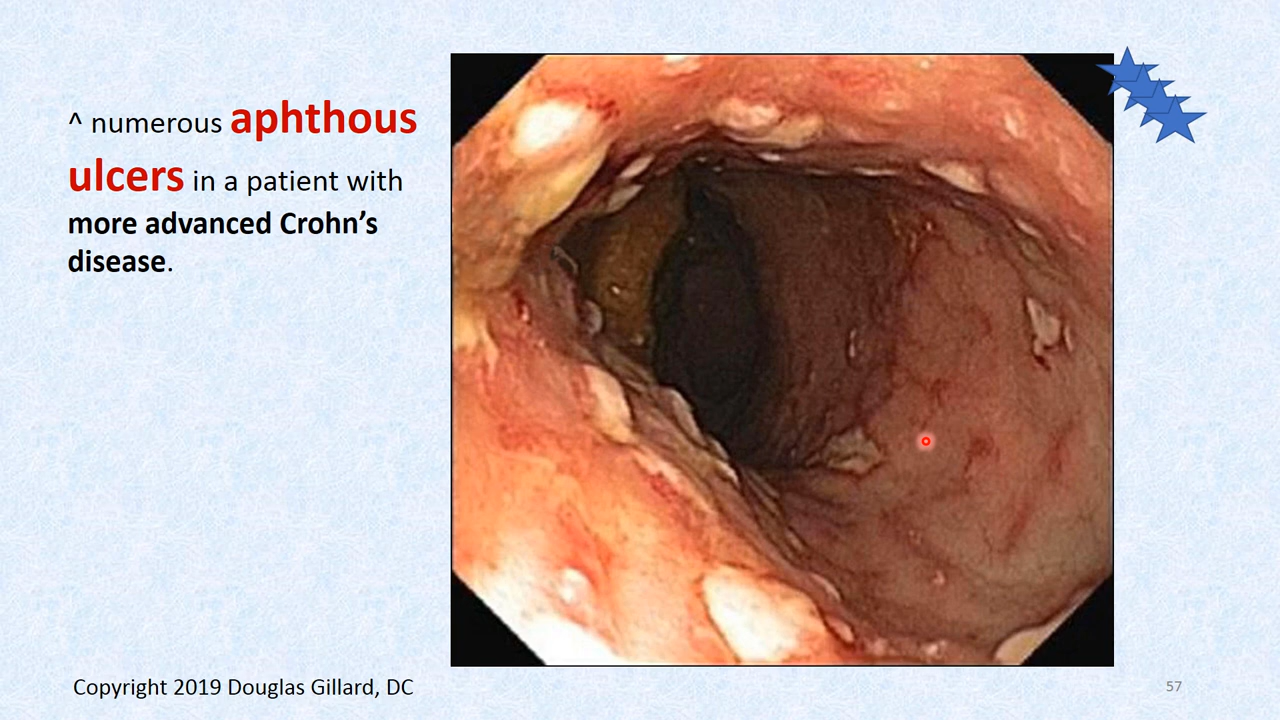 ^ numerous aphthous
ulcers in a patient with
more advanced Crohn’s
disease.
Copyright 2019 Douglas Gillard, DC
57